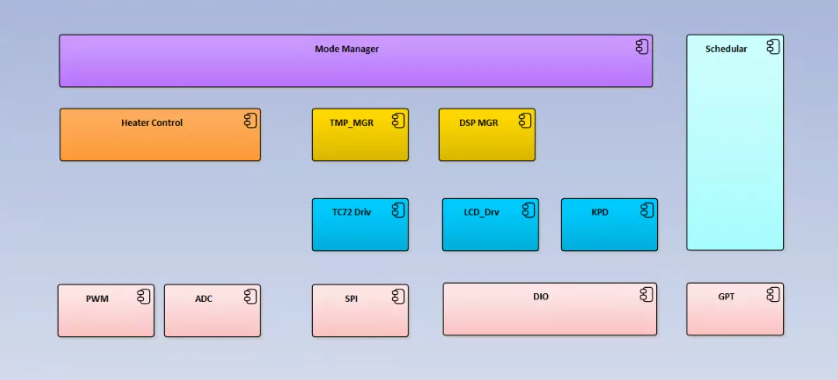 Mode Manager
Schedular
Heater Control
TMP_MGR
DSP MGR
TC72 Driv
LCD_Drv
KPD
PWM
ADC
SPI
DIO
GPT